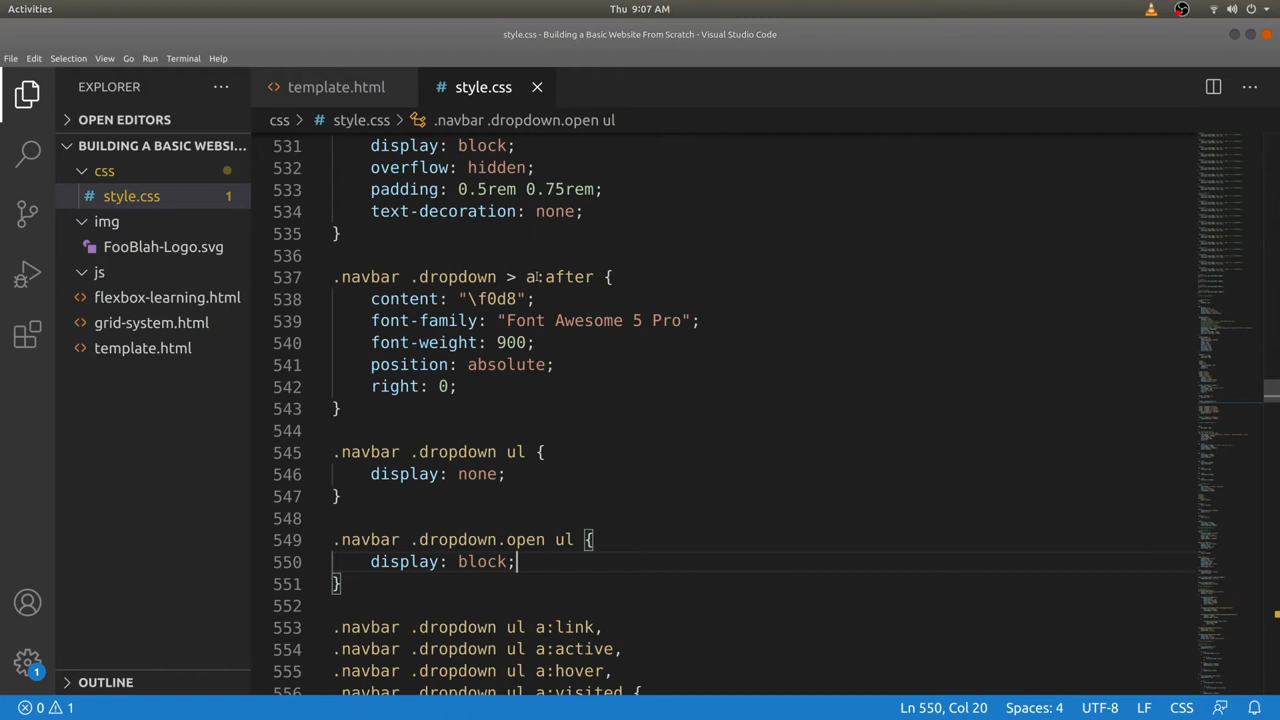 Activities
Thu 9:07 AM
style.css - Building a Basic Website From Scratch - Visual Studio Code
File Edit Selection View Go Run Terminal Help
EXPLORER
template.html
# style.css
OPEN EDITORS
css > # style.css > .navbar .dropdown.open ul
BUILDING A BASIC WEBSI...
css
# style.css 1
img
FooBlah-Logo.svg
js
flexbox-learning.html
grid-system.html
template.html
531 display: block;
532 overflow: hidden;
533 padding: 0.5rem 0.75rem;
534 text-decoration: none;
535 }
536
537 .navbar .dropdown a:after {
538 content: "\f0d8";
539 font-family: "Font Awesome 5 Pro";
540 font-weight: 900;
541 position: absolute;
542 right: 0;
543 }
544
545 .navbar .dropdown ul {
546 display: none;
547 }
548
549 .navbar .dropdown.open ul {
550 display: block;
551 }
552
553 .navbar .dropdown ul a:link,
554 .navbar .dropdown ul a:active,
555 .navbar .dropdown ul a:hover,
556 .navbar .dropdown ul a:visited {
OUTLINE
1
0 1
Ln 550, Col 20 Spaces: 4 UTF-8 LF CSS